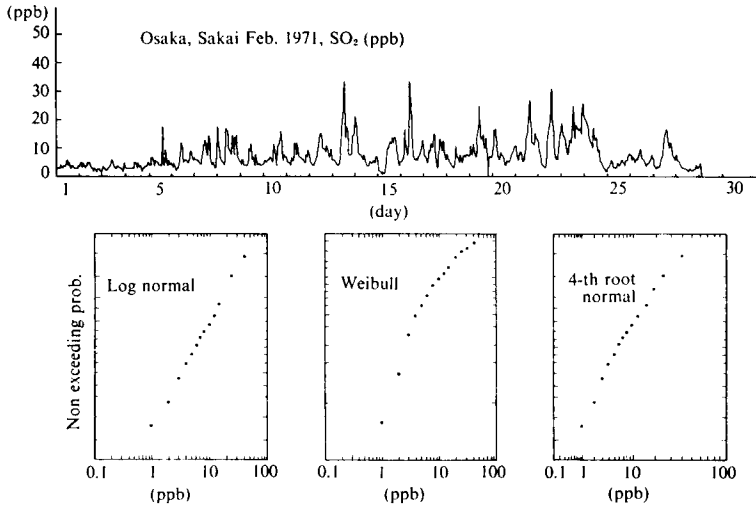 (ppb)
Osaka, Sakai Feb. 1971, SO₂ (ppb)
50
40
30
20
10
0
1 5 10 15 20 25 30
(day)
Non exceeding prob.
Log normal
0.1 1 10 100
(ppb)
Weibull
0.1 1 10 100
(ppb)
4-th root
normal
0.1 1 10 100
(ppb)